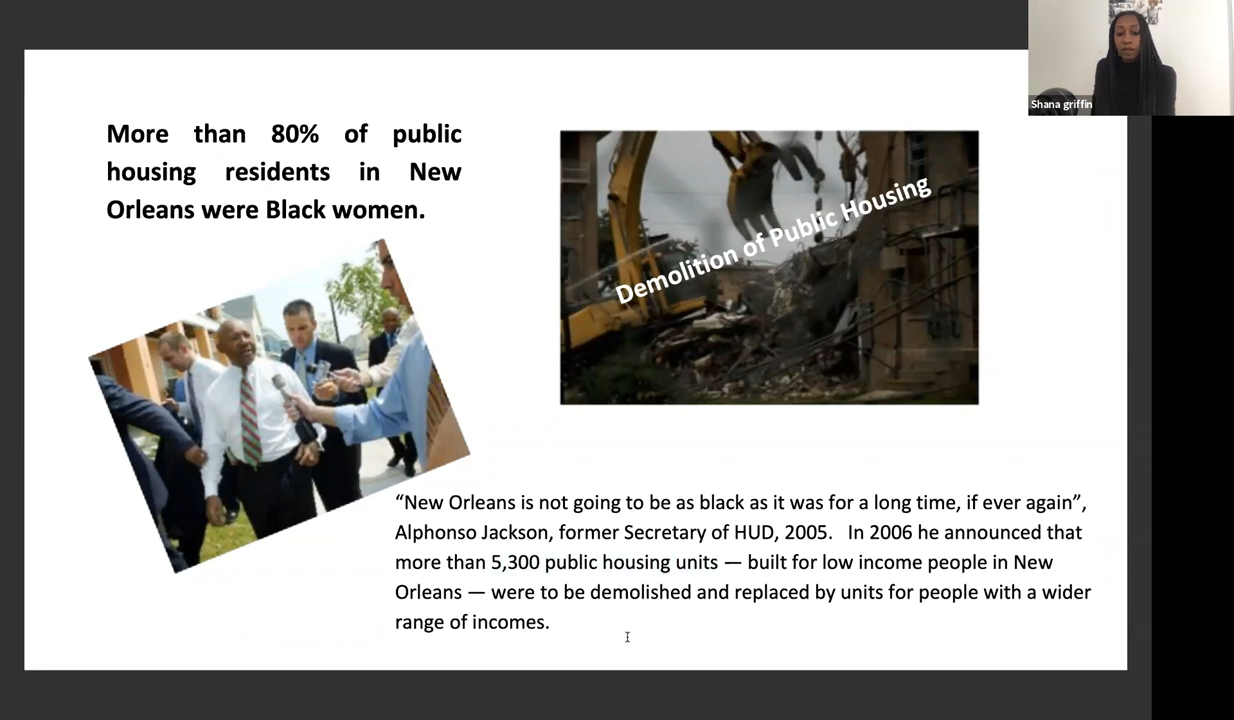 Shana griffin
More than 80% of public
housing residents in New
Orleans were Black women.
Demolition of Public Housing
“New Orleans is not going to be as black as it was for a long time, if ever again”,
Alphonso Jackson, former Secretary of HUD, 2005. In 2006 he announced that
more than 5,300 public housing units — built for low income people in New
Orleans — were to be demolished and replaced by units for people with a wider
range of incomes.